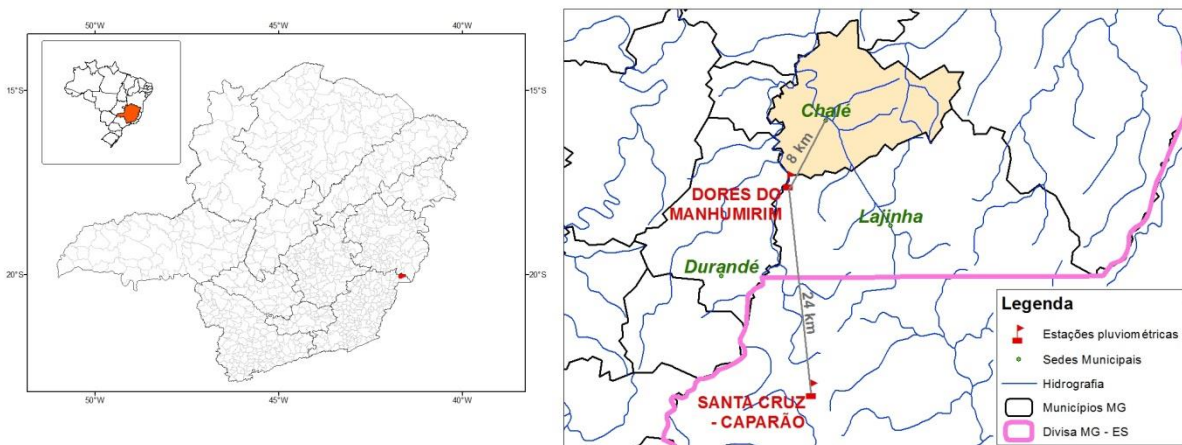 50°W
45°W
40°W
15°S
15°S
20°S
20°S
50°W
45°W
40°W
Chalé
8 km
DORES DO
MANHUMIRIM
Lajinha
Durandé
24 km
SANTA CRUZ
- CAPARÃO
Legenda
Estações pluviométricas
Sedes Municipais
Hidrografia
Municípios MG
Divisa MG - ES